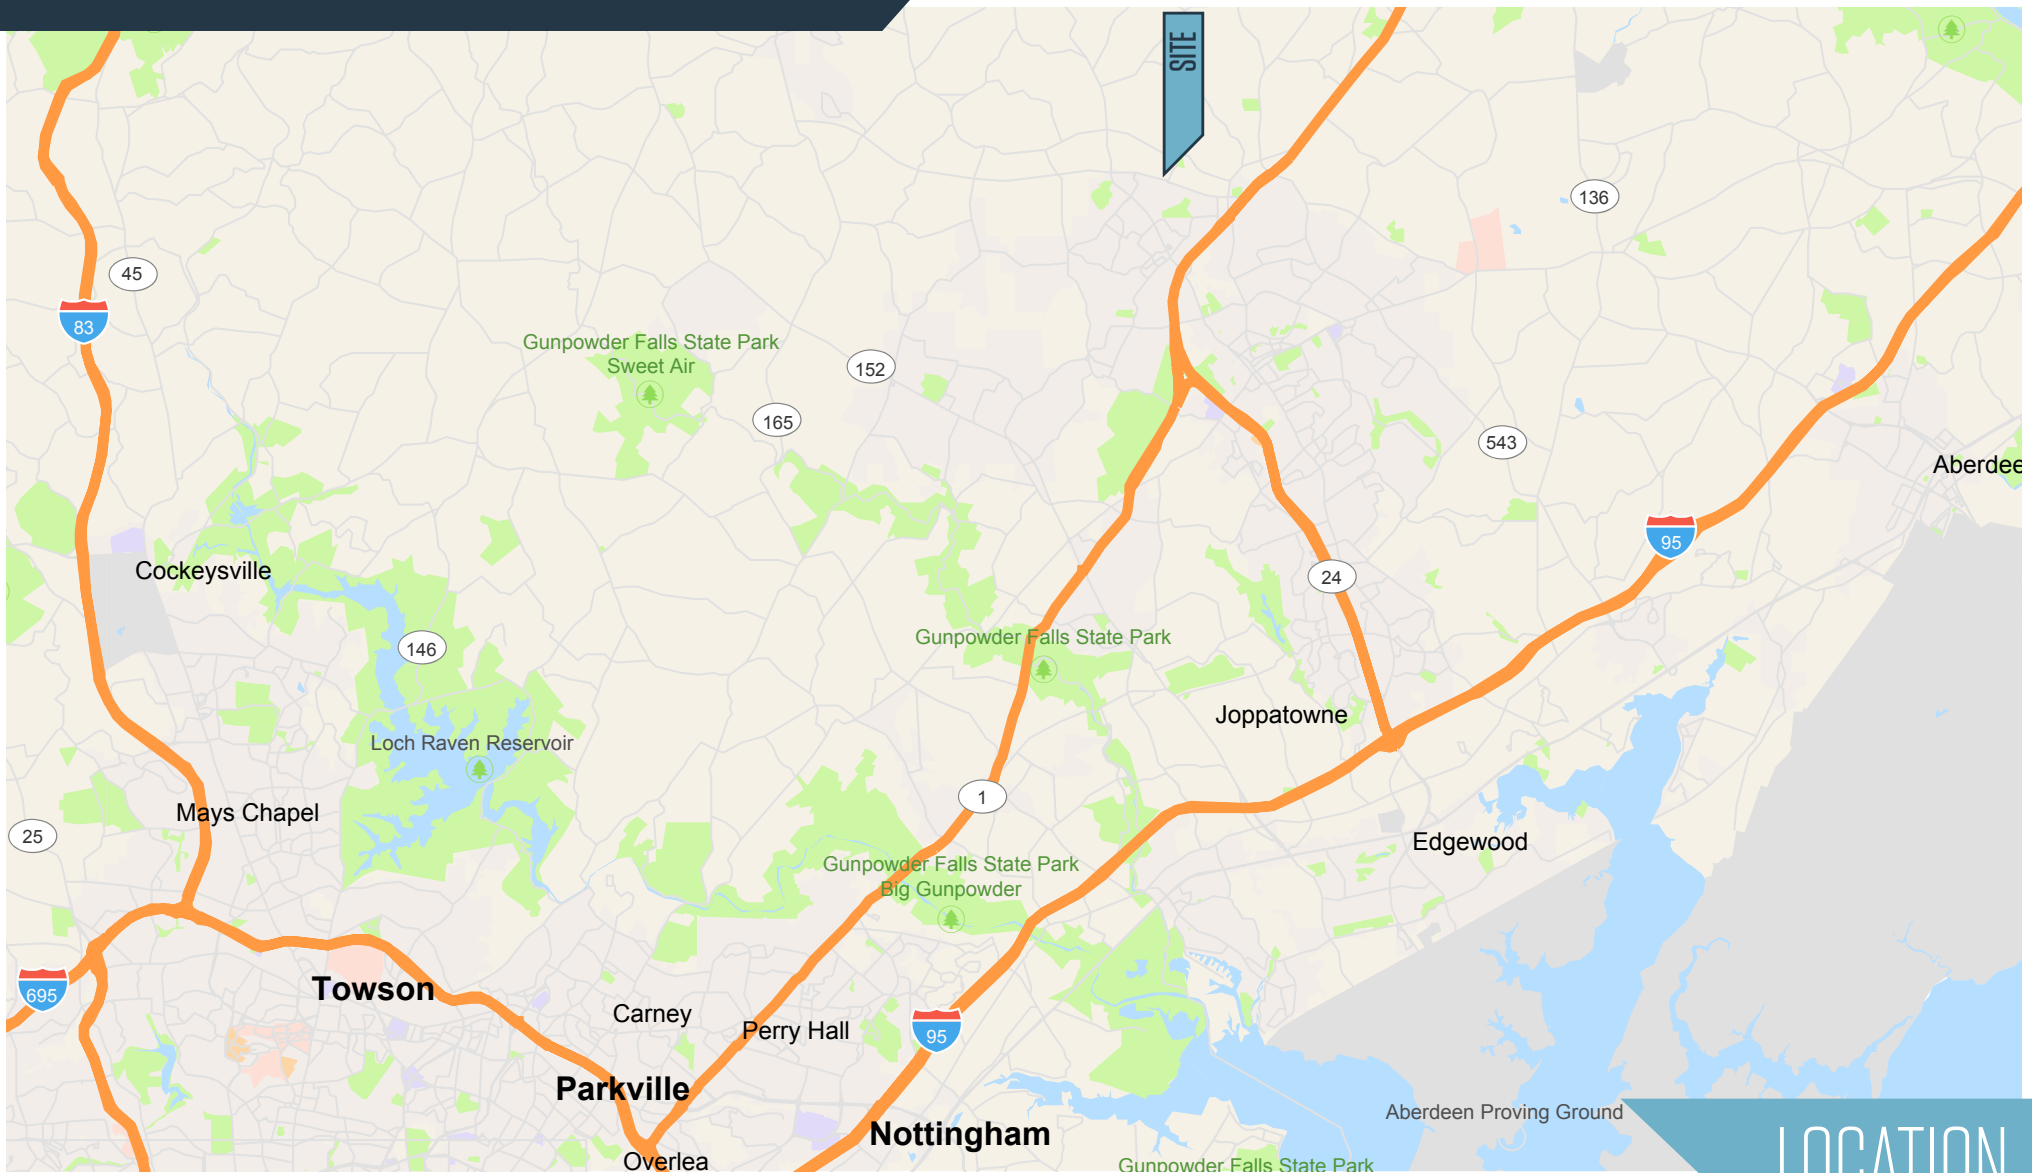 SITE
136
45
83
Gunpowder Falls State Park
Sweet Air
152
165
543
Aberdee
95
Cockeysville
24
146
Gunpowder Falls State Park
Joppatowne
Loch Raven Reservoir
1
Mays Chapel
25
Edgewood
Gunpowder Falls State Park
Big Gunpowder
695
Towson
Carney
Perry Hall
95
Parkville
Aberdeen Proving Ground
Nottingham
LOCATION
Overlea
Gunpowder Falls State Park